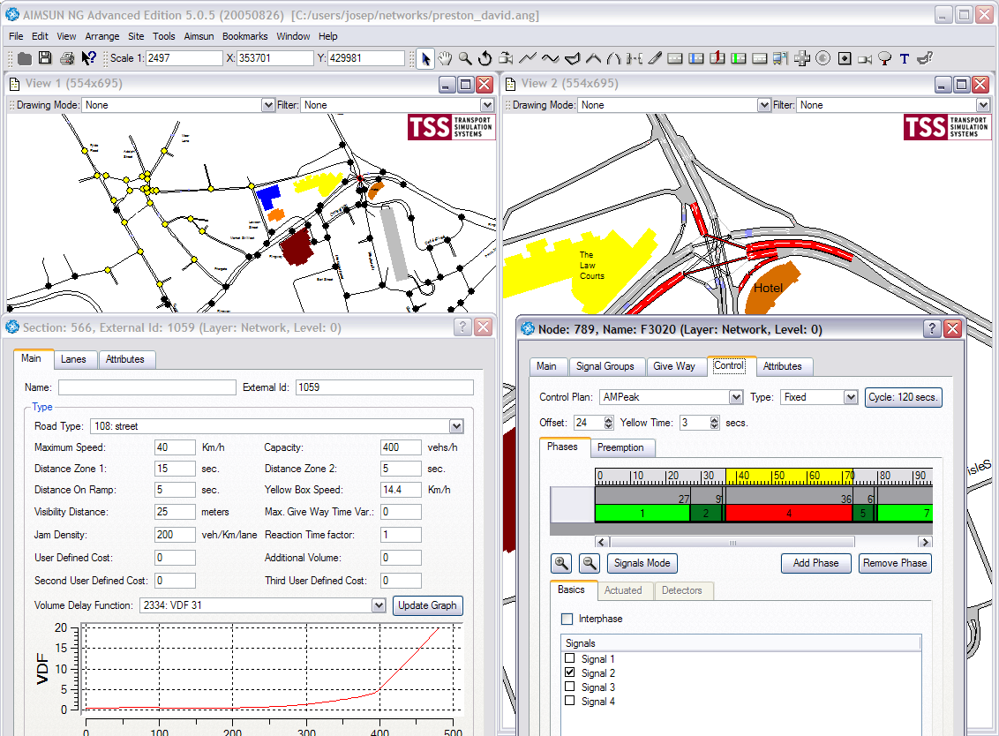 AIMSUN NG Advanced Edition 5.0.5 (20050826) [C:/users/josep/networks/preston_david.ang]
File Edit View Arrange Site Tools Aimsun Bookmarks Window Help
Scale 1: 2497 X: 353701 Y: 429981
View 1 (554x695)
Drawing Mode: None Filter: None
TSS TRANSPORT SIMULATION SYSTEMS
View 2 (554x695)
Drawing Mode: None Filter: None
TSS TRANSPORT SIMULATION SYSTEMS
The
Law
Courts
Hotel
Section: 566, External Id: 1059 (Layer: Network, Level: 0)
Main Lanes Attributes
Name: External Id: 1059
Type
Road Type: 108: street
Maximum Speed: 40 Km/h Capacity: 400 vehs/h
Distance Zone 1: 15 sec. Distance Zone 2: 5 sec.
Distance On Ramp: 5 sec. Yellow Box Speed: 14.4 Km/h
Visibility Distance: 25 meters Max. Give Way Time Var.: 0
Jam Density: 200 veh/Km/lane Reaction Time factor: 1
User Defined Cost: 0 Additional Volume: 0
Second User Defined Cost: 0 Third User Defined Cost: 0
Volume Delay Function: 2334: VDF 31 Update Graph
VDF
20
15
10
5
0
0 100 200 300 400 500
Node: 789, Name: F3020 (Layer: Network, Level: 0)
Main Signal Groups Give Way Control Attributes
Control Plan: AMPeak Type: Fixed Cycle: 120 secs.
Offset: 24 Yellow Time: 3 secs.
Phases Preemption
0 10 20 30 40 50 60 70 80 90
27 9 36 6
1 2 4 5 7
Signals Mode Add Phase Remove Phase
Basics Actuated Detectors
Interphase
Signals
Signal 1
Signal 2
Signal 3
Signal 4